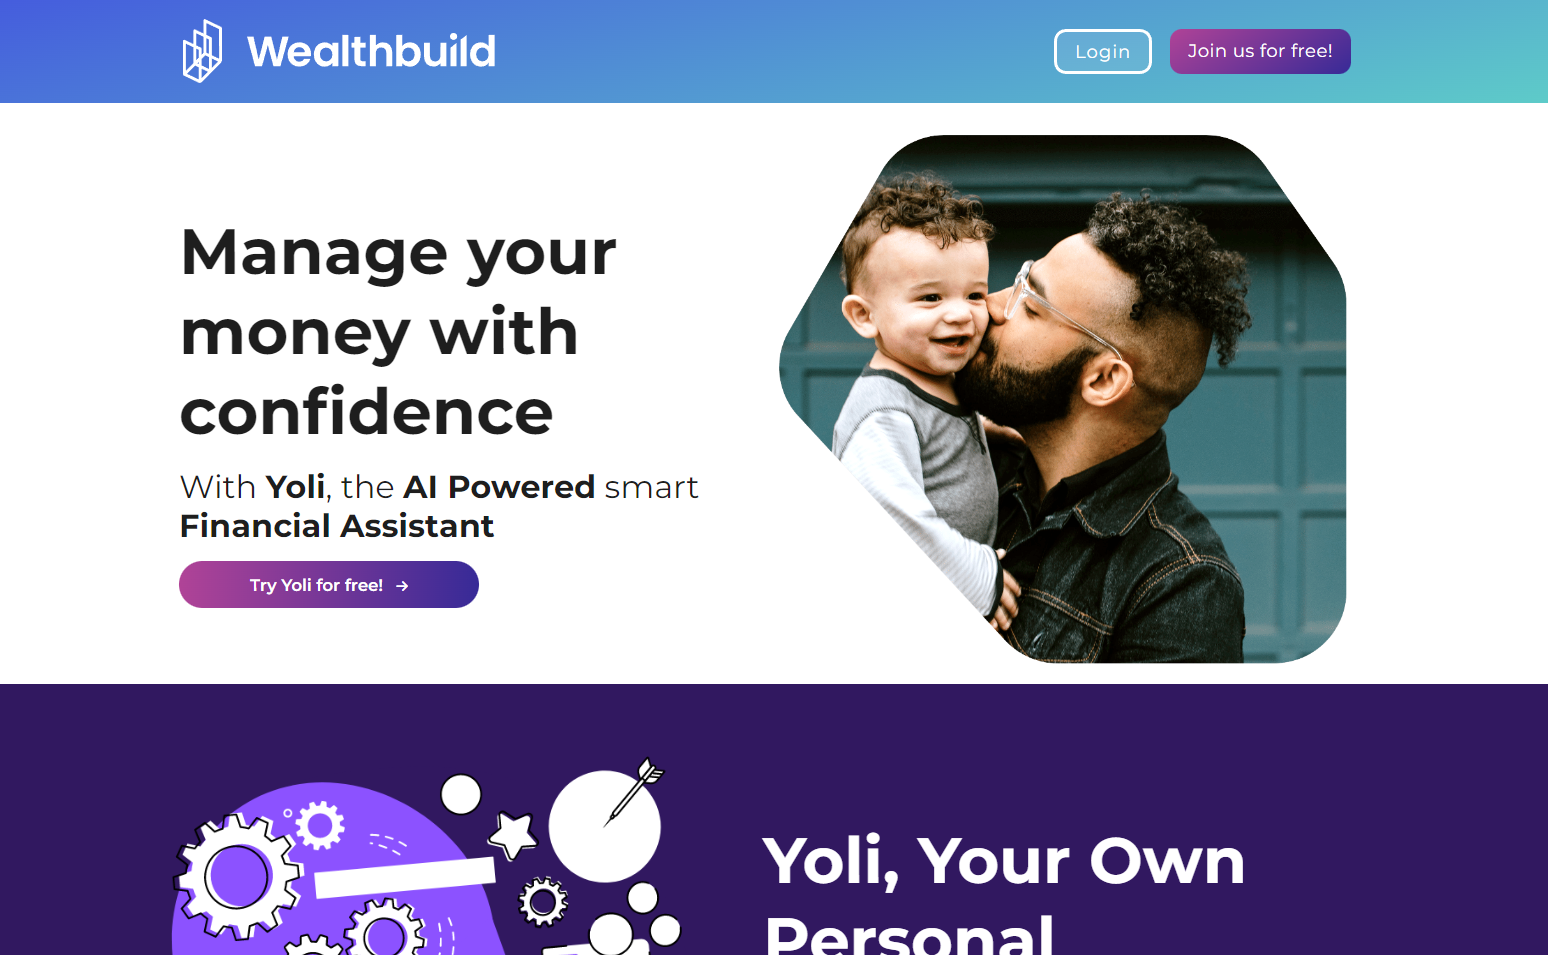 Wealthbuild
Login
Join us for free!
Manage your
money with
confidence
With Yoli, the AI Powered smart
Financial Assistant
Try Yoli for free! →
Yoli, Your Own
Personal